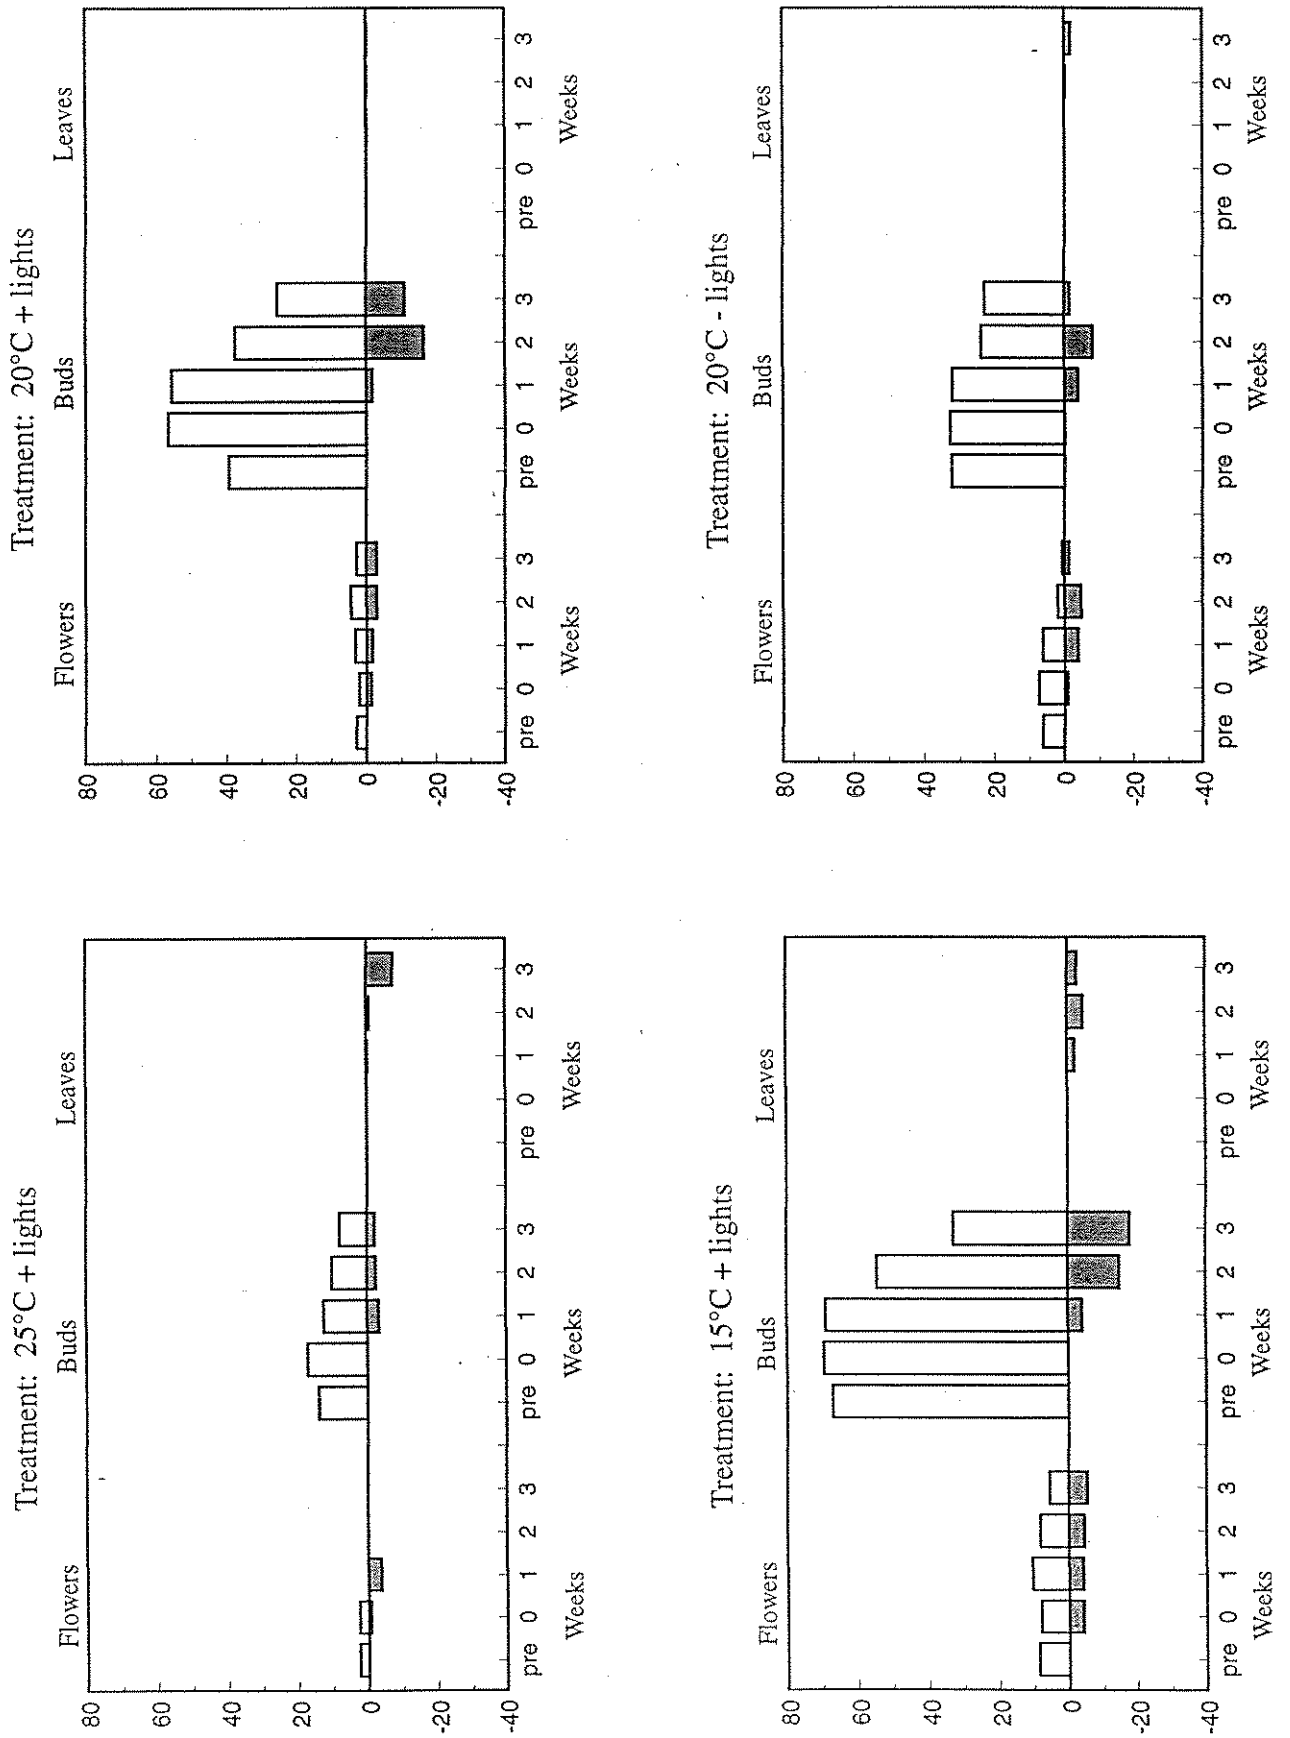 Treatment: 25°C + lights
Flowers Buds Leaves
80
60
40
20
0
-20
-40
pre 0 1 2 3 pre 0 1 2 3 pre 0 1 2 3
Weeks Weeks Weeks
Treatment: 20°C + lights
Flowers Buds Leaves
80
60
40
20
0
-20
-40
pre 0 1 2 3 pre 0 1 2 3 pre 0 1 2 3
Weeks Weeks Weeks
Treatment: 15°C + lights
Flowers Buds Leaves
80
60
40
20
0
-20
-40
pre 0 1 2 3 pre 0 1 2 3 pre 0 1 2 3
Weeks Weeks Weeks
Treatment: 20°C - lights
Flowers Buds Leaves
80
60
40
20
0
-20
-40
pre 0 1 2 3 pre 0 1 2 3 pre 0 1 2 3
Weeks Weeks Weeks